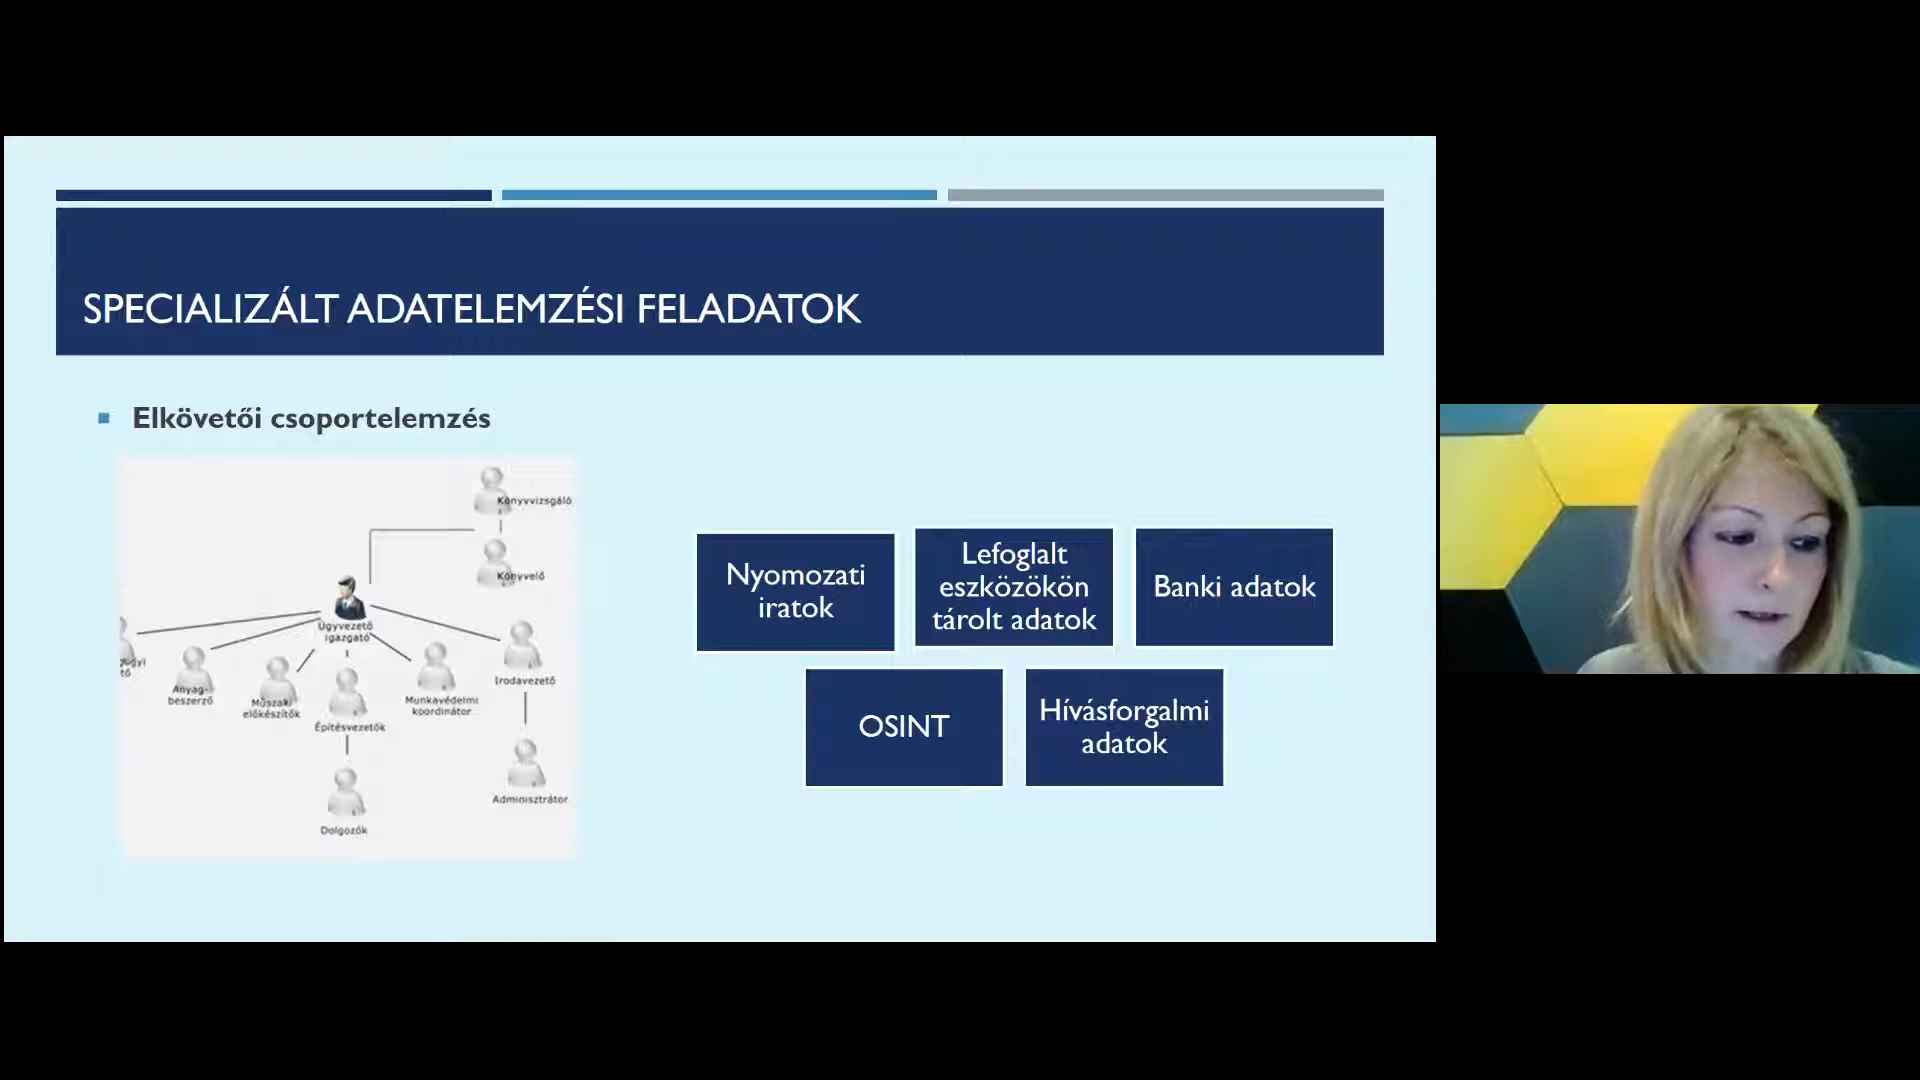 SPECIALIZÁLT ADATELEMZÉSI FELADATOK
Elkövetői csoportelemzés
Könyvvizsgáló
Könyvelő
Ügyvezető
igazgató
Anyag-
beszerző
Műszaki
előkészítők
Építésvezetők
Munkavédelmi
koordinátor
Irodavezető
Adminisztrátor
Dolgozók
Nyomozati
iratok
Lefoglalt
eszközökön
tárolt adatok
Banki adatok
OSINT
Hívásforgalmi
adatok